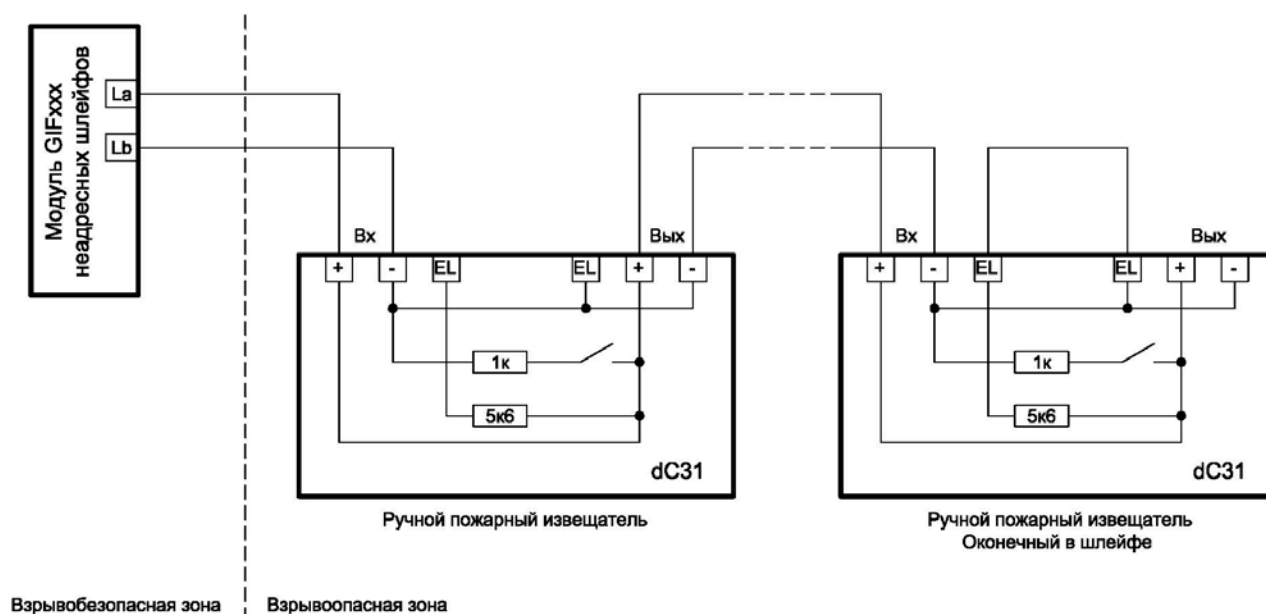 Модуль GIFxxx
неадресных шлейфов
La
Lb
Вх
Вых
+
-
EL
EL
+
-
1к
5к6
dC31
Ручной пожарный извещатель
Вх
Вых
+
-
EL
EL
+
-
1к
5к6
dC31
Ручной пожарный извещатель
Оконечный в шлейфе
Взрывобезопасная зона
Взрывоопасная зона